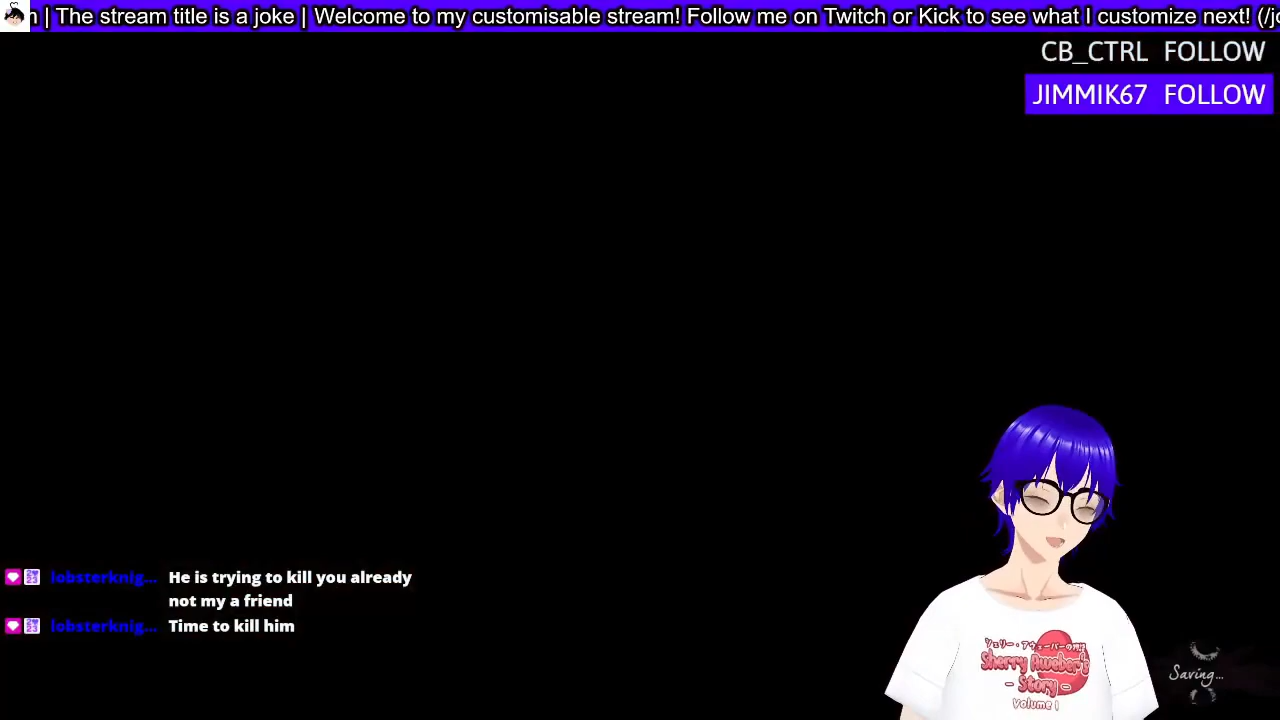 | The stream title is a joke | Welcome to my customisable stream! Follow me on Twitch or Kick to see what I customize next!
CB_CTRL FOLLOW
JIMMIK67 FOLLOW
lobsterknig... He is trying to kill you already
not my a friend
lobsterknig... Time to kill him
Sherry Aweber's
- Story -
Volume 1
Saving...